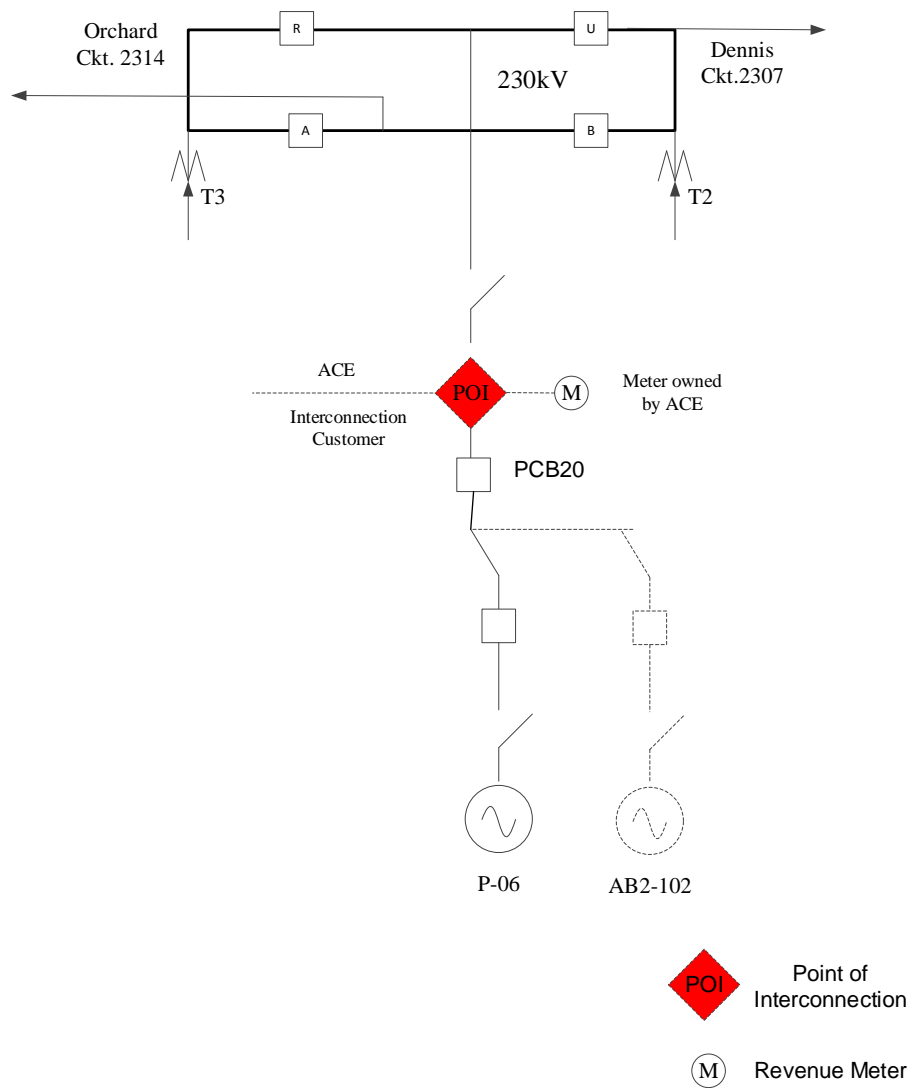 Orchard
Ckt. 2314
R
U
Dennis
Ckt.2307
230kV
A
B
T3
T2
ACE
POI
M
Meter owned
by ACE
Interconnection
Customer
PCB20
P-06
AB2-102
POI
Point of
Interconnection
M
Revenue Meter